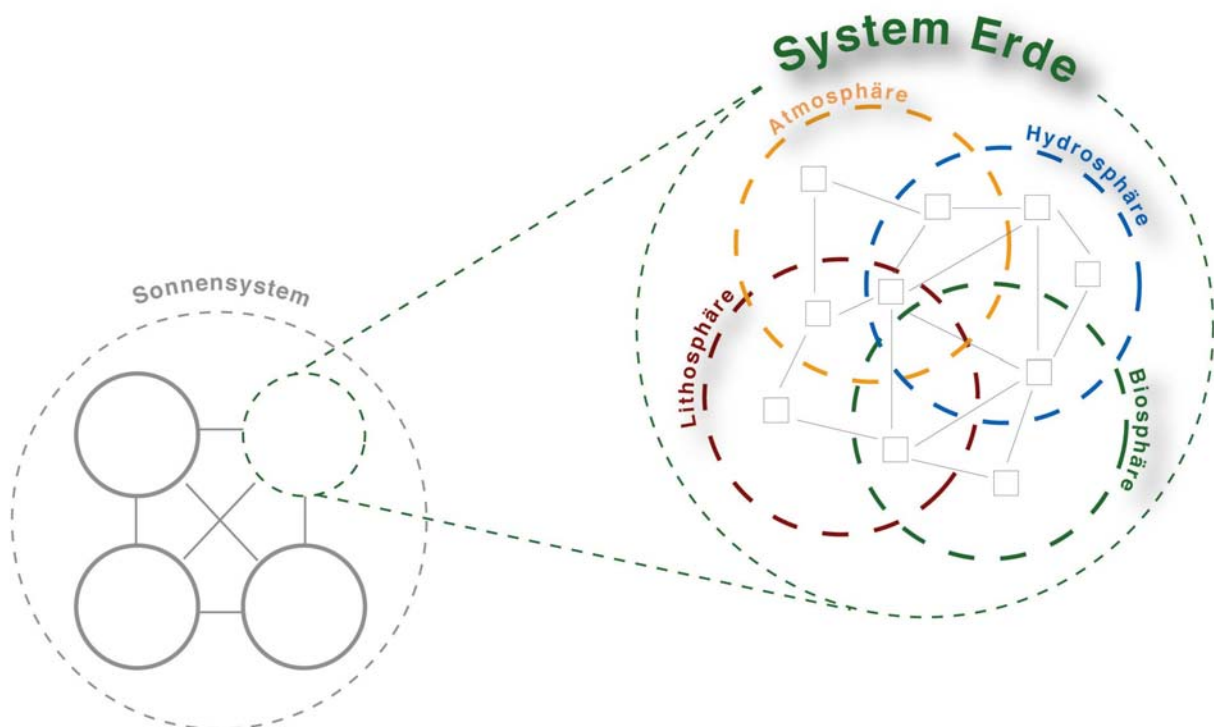 System Erde
Atmosphäre
Hydrosphäre
Sonnensystem
Lithosphäre
Biosphäre